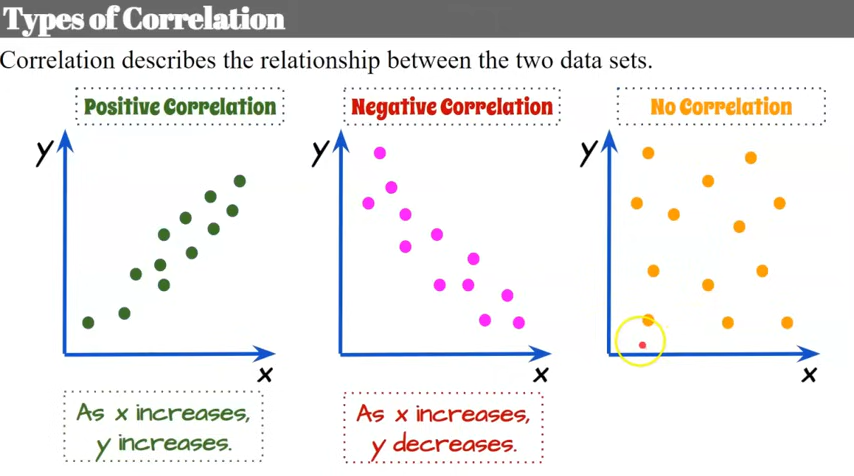 Types of Correlation
Correlation describes the relationship between the two data sets.
Positive Correlation
Negative Correlation
No Correlation
y
y
y
x
x
x
As x increases,
y increases.
As x increases,
y decreases.